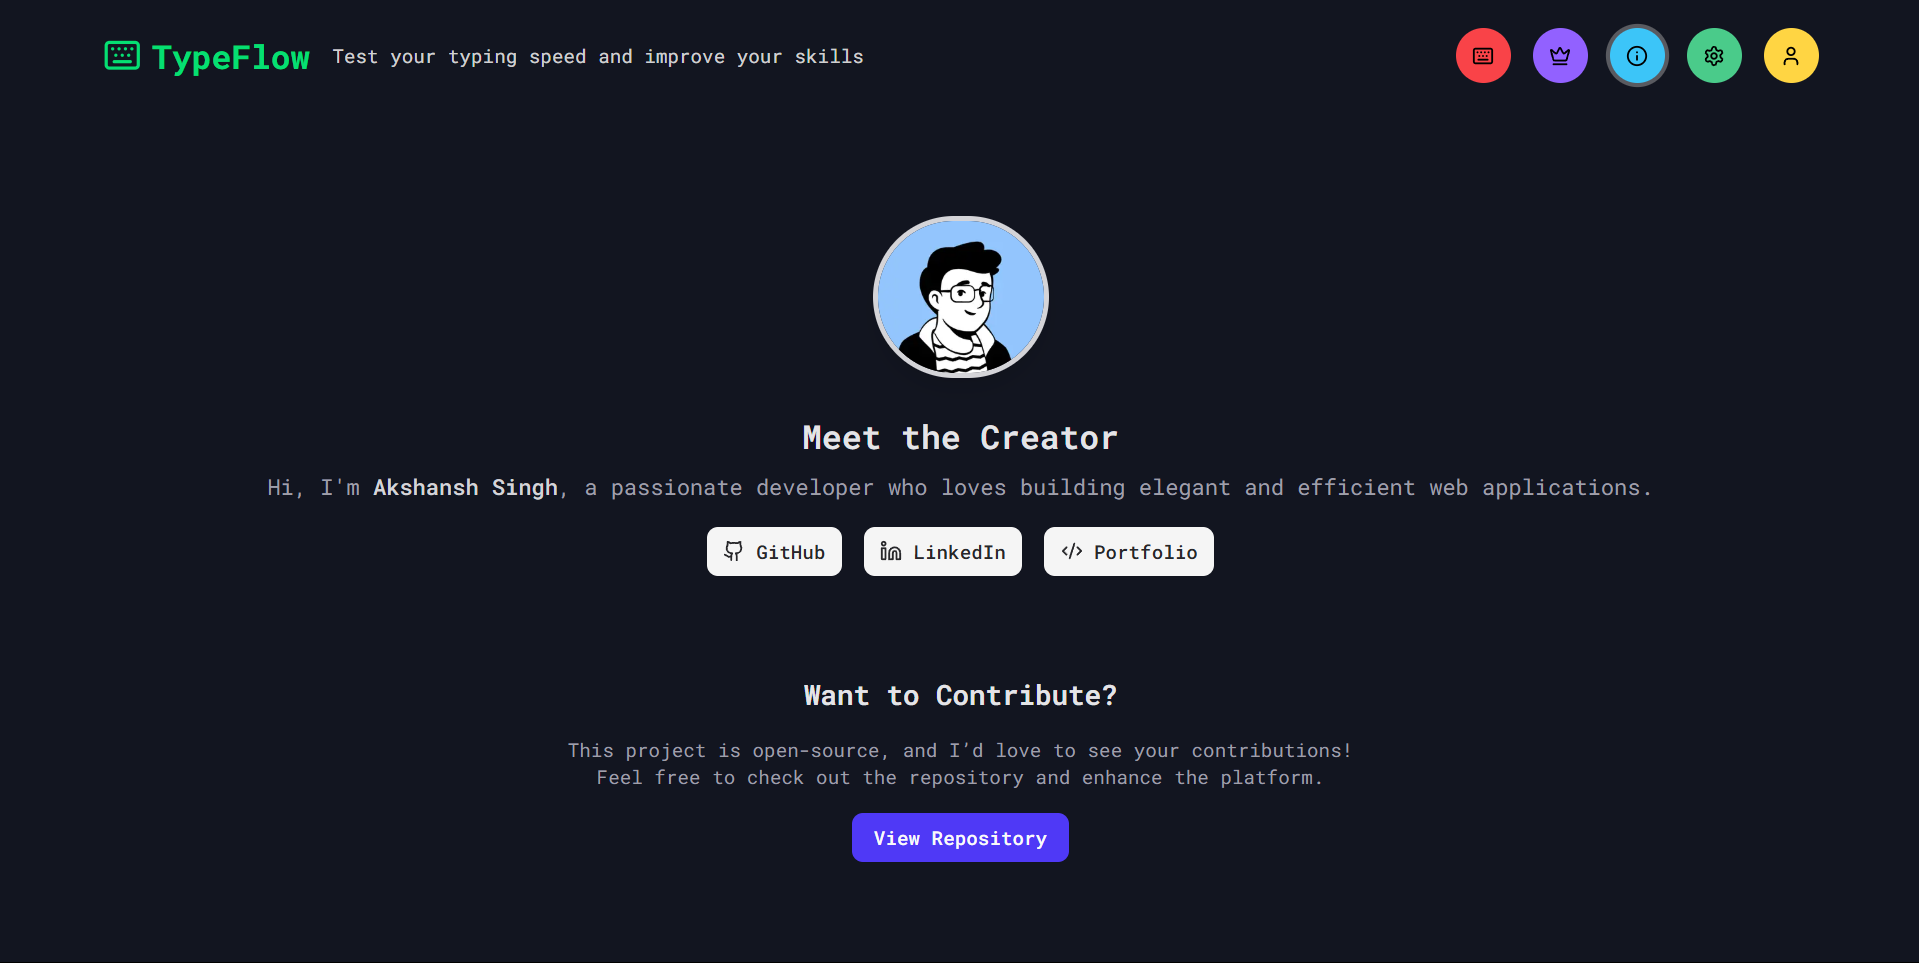 TypeFlow Test your typing speed and improve your skills
Meet the Creator
Hi, I'm Akshansh Singh, a passionate developer who loves building elegant and efficient web applications.
GitHub LinkedIn Portfolio
Want to Contribute?
This project is open-source, and I’d love to see your contributions!
Feel free to check out the repository and enhance the platform.
View Repository